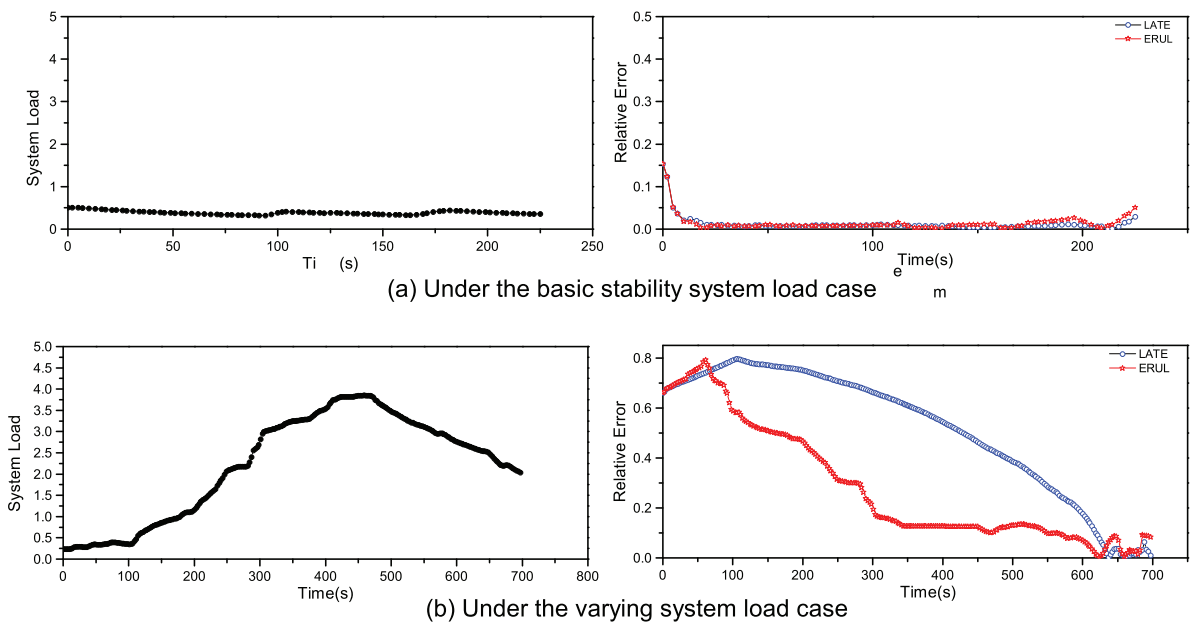 5
4
3
2
1
0
System Load
0 50 100 150 200 250
Ti (s)
0.5
0.4
0.3
0.2
0.1
0.0
Relative Error
LATE
ERUL
0 100 200
Time(s)
e
m
(a) Under the basic stability system load case
5.0
4.5
4.0
3.5
3.0
2.5
2.0
1.5
1.0
0.5
0.0
System Load
0 100 200 300 400 500 600 700 800
Time(s)
0.8
0.6
0.4
0.2
0.0
Relative Error
LATE
ERUL
0 100 200 300 400 500 600 700
Time(s)
(b) Under the varying system load case